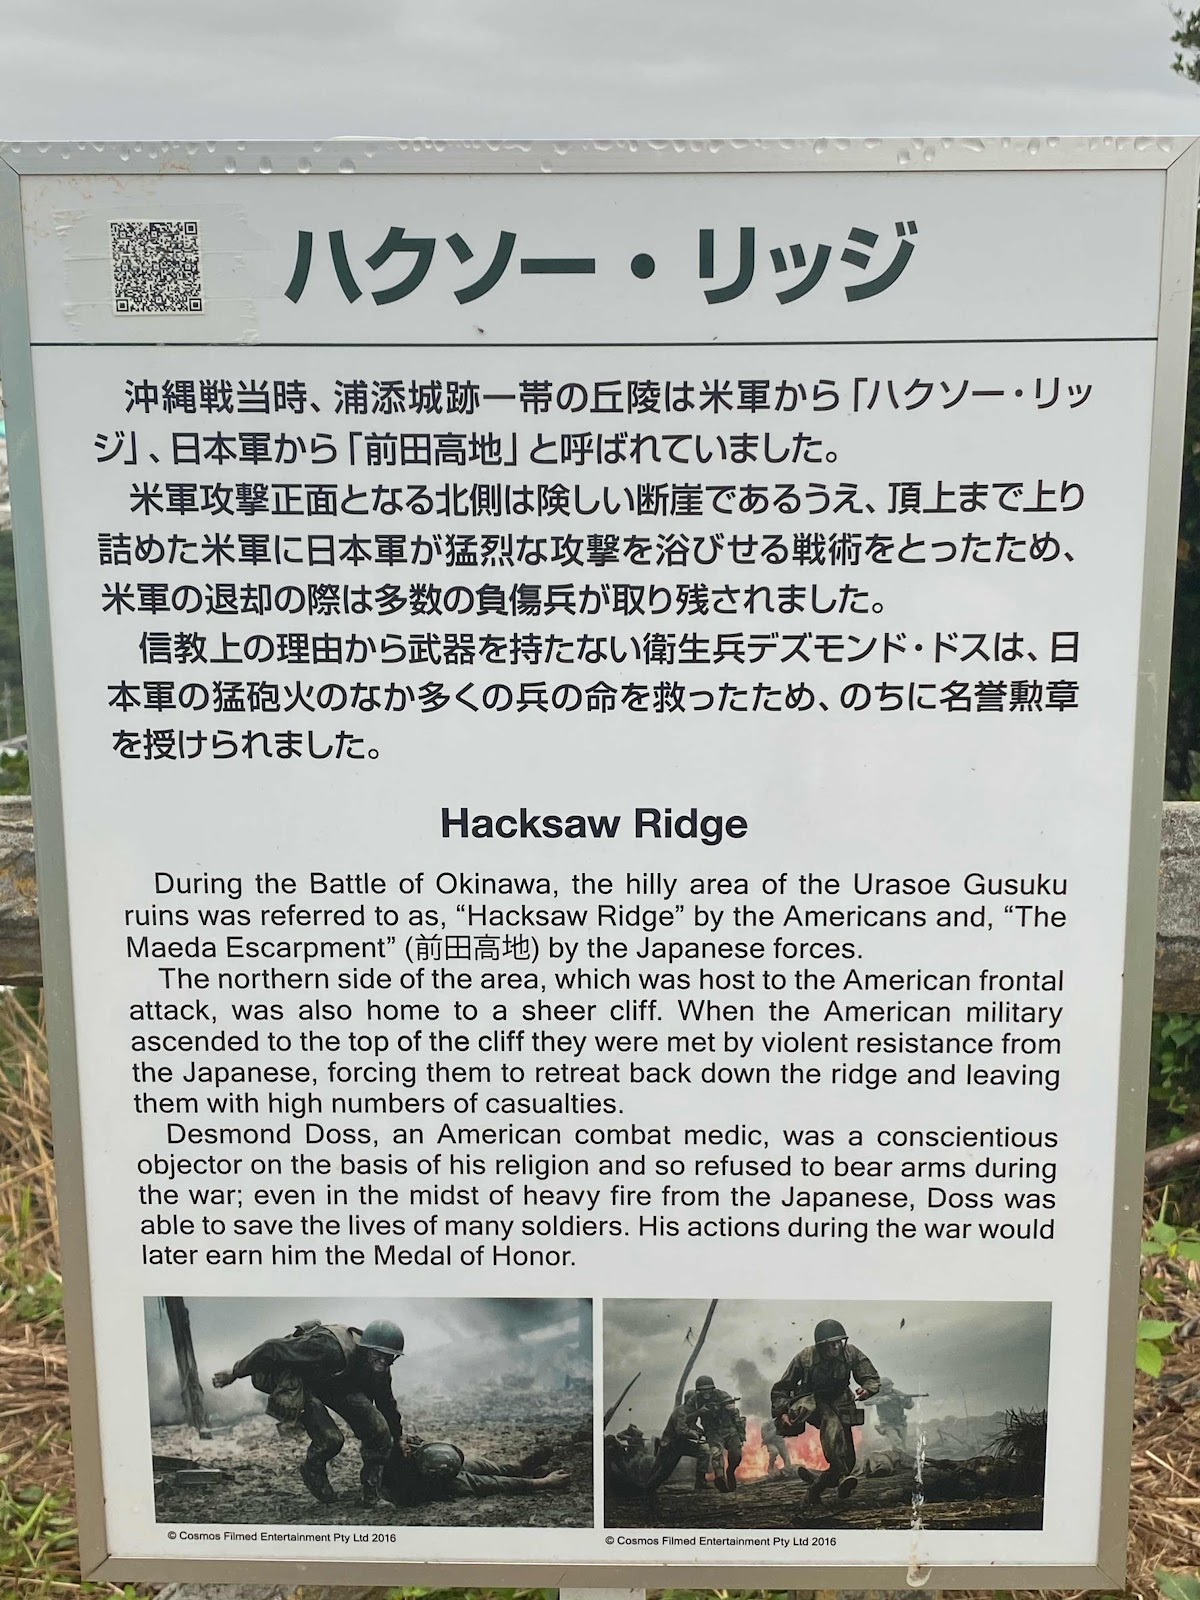 ハクソー・リッジ
沖縄戦当時、浦添城跡一帯の丘陵は米軍から「ハクソー・リッ
ジ」、日本軍から「前田高地」と呼ばれていました。
米軍攻撃正面となる北側は険しい断崖であるうえ、頂上まで上り
詰めた米軍に日本軍が猛烈な攻撃を浴びせる戦術をとったため、
米軍の退却の際は多数の負傷兵が取り残されました。
信教上の理由から武器を持たない衛生兵デズモンド・ドスは、日
本軍の猛砲火のなか多くの兵の命を救ったため、のちに名誉勲章
を授けられました。
Hacksaw Ridge
During the Battle of Okinawa, the hilly area of the Urasoe Gusuku
ruins was referred to as, “Hacksaw Ridge” by the Americans and, “The
Maeda Escarpment” (前田高地) by the Japanese forces.
The northern side of the area, which was host to the American frontal
attack, was also home to a sheer cliff. When the American military
ascended to the top of the cliff they were met by violent resistance from
the Japanese, forcing them to retreat back down the ridge and leaving
them with high numbers of casualties.
Desmond Doss, an American combat medic, was a conscientious
objector on the basis of his religion and so refused to bear arms during
the war; even in the midst of heavy fire from the Japanese, Doss was
able to save the lives of many soldiers. His actions during the war would
later earn him the Medal of Honor.
© Cosmos Filmed Entertainment Pty Ltd 2016
© Cosmos Filmed Entertainment Pty Ltd 2016